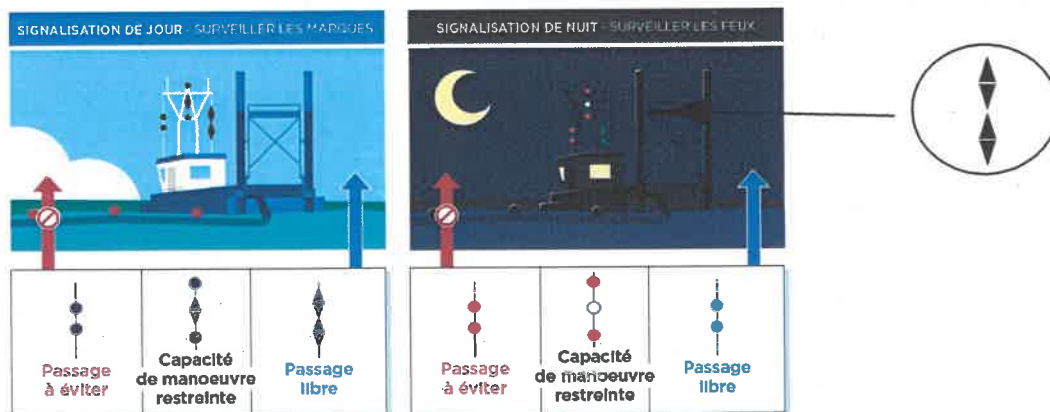 SIGNALISATION DE JOUR - SURVEILLER LES MARQUES
SIGNALISATION DE NUIT - SURVEILLER LES FEUX
Passage
à éviter
Capacité
de manoeuvre
restreinte
Passage
libre
Passage
à éviter
Capacité
de manoeuvre
restreinte
Passage
libre